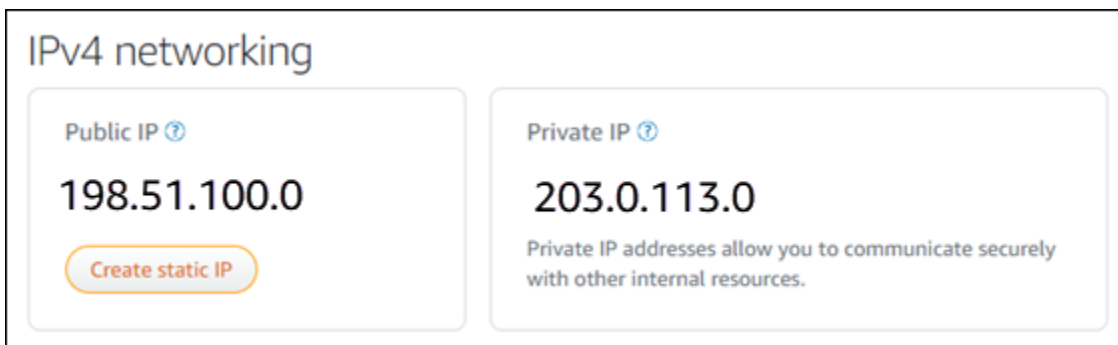 IPv4 networking
Public IP ?
198.51.100.0
Create static IP
Private IP ?
203.0.113.0
Private IP addresses allow you to communicate securely
with other internal resources.